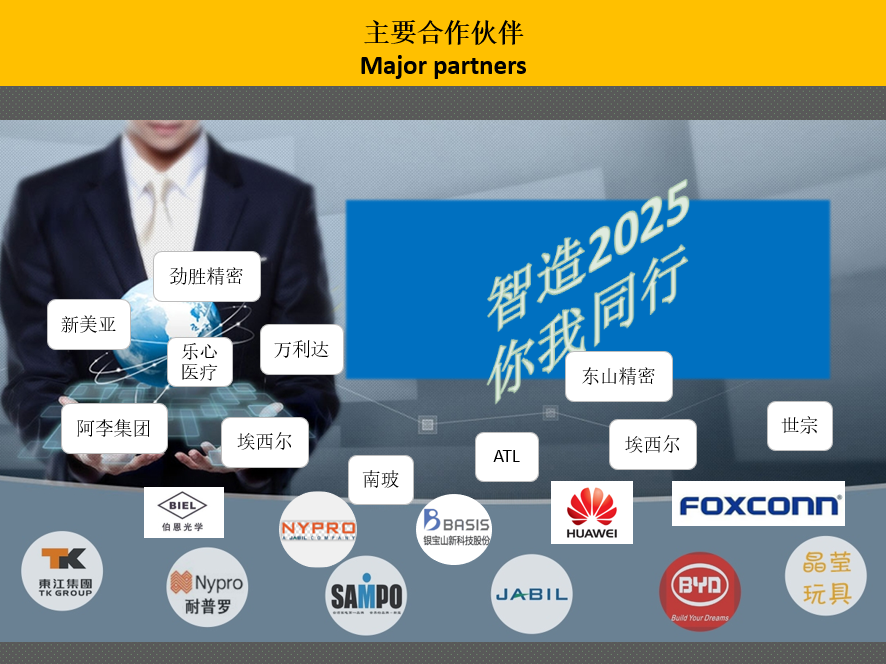 主要合作伙伴
Major partners
智造2025
你我同行
劲胜精密
新美亚
乐心
医疗
万利达
东山精密
阿李集团
埃西尔
埃西尔
世宗
ATL
南玻
BIEL
伯恩光学
NYPRO
A JABIL COMPANY
BASIS
银宝山新科技股份
HUAWEI
FOXCONN®
TK
東江集團
TK GROUP
Nypro
耐普罗
SAMPO
JABIL
BYD
Build Your Dreams
晶莹
玩具